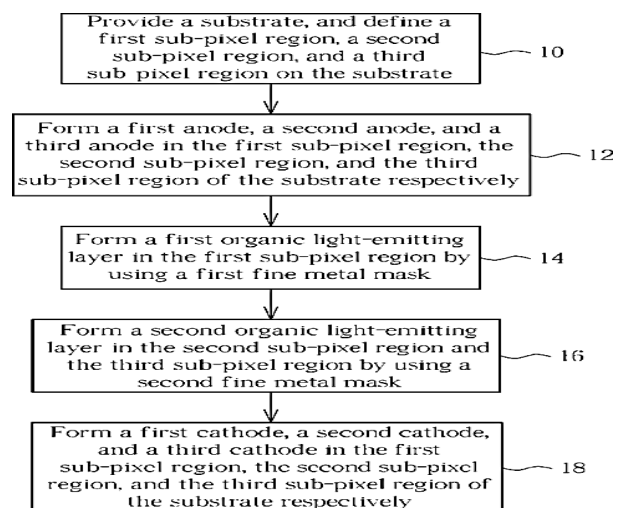 Provide a substrate, and define a
first sub-pixel region, a second
sub-pixel region, and a third
sub pixel region on the substrate
10
Form a first anode, a second anode, and a
third anode in the first sub-pixel region, the
second sub-pixel region, and the third
sub-pixel region of the substrate respectively
12
Form a first organic light-emitting
layer in the first sub-pixel region by
using a first fine metal mask
14
Form a second organic light-emitting
layer in the second sub-pixel region and
the third sub-pixel region by using a
second fine metal mask
16
Form a first cathode, a second cathode,
and a third cathode in the first
sub-pixel region, the second sub-pixel
region, and the third sub-pixel region of
the substrate respectively
18